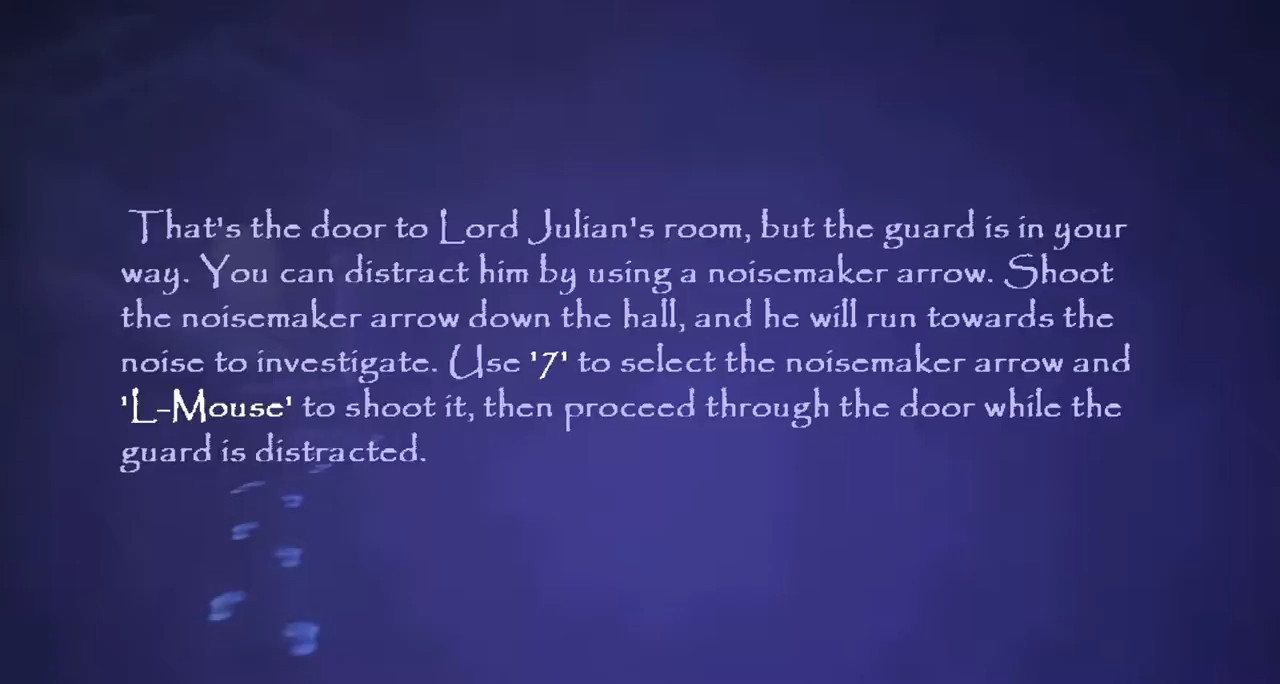 That's the door to Lord Julian's room, but the guard is in your
way. You can distract him by using a noisemaker arrow. Shoot
the noisemaker arrow down the hall, and he will run towards the
noise to investigate. Use '7' to select the noisemaker arrow and
'L-Mouse' to shoot it, then proceed through the door while the
guard is distracted.